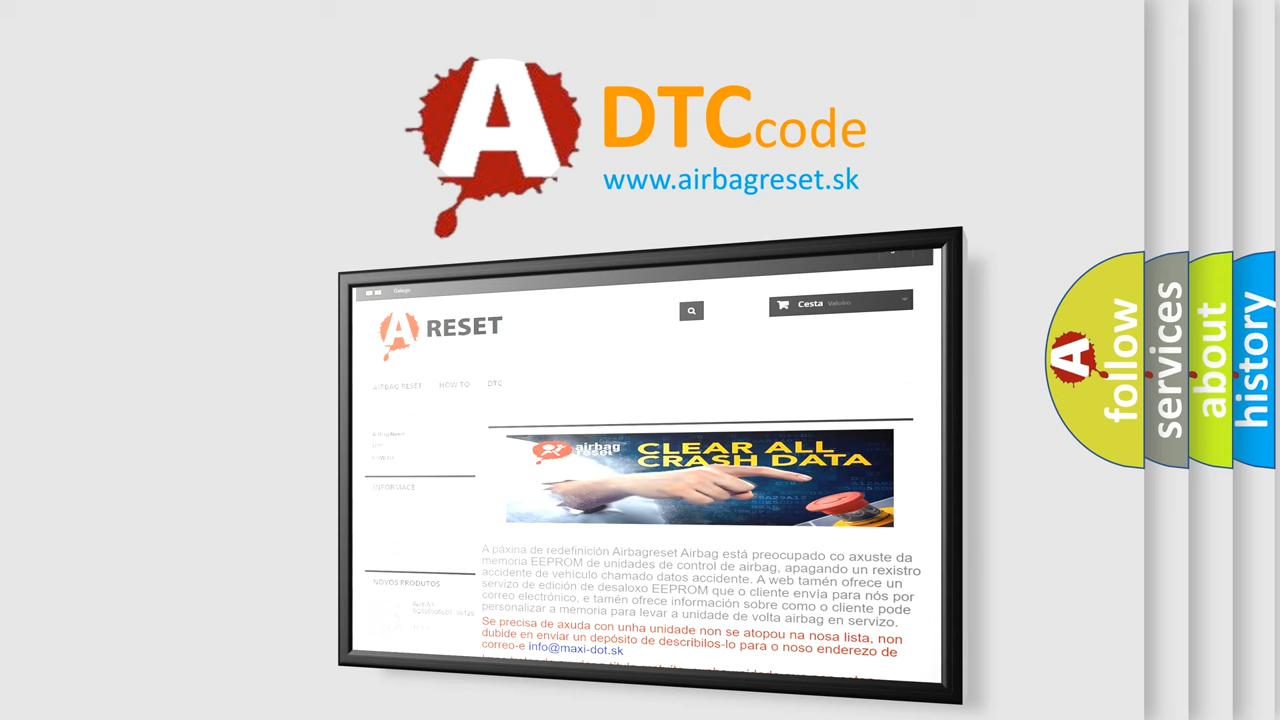 A
DTCcode
www.airbagreset.sk
Galego
A RESET
Cesta Valoiro
AIRBAG RESET HOW TO DTC
INFORMACE
airbag
reset
CLEAR ALL
CRASH DATA
A páxina de redefinición Airbagreset Airbag está preocupado co axuste da
memoria EEPROM de unidades de control de airbag, apagando un rexistro
accidente de vehículo chamado datos accidente. A web tamén ofrece un
servizo de edición de desaloxo EEPROM que o cliente envía para nós por
correo electrónico, e tamén ofrece información sobre como o cliente pode
personalizar a memoria para levar a unidade de volta airbag en servizo.
Se precisa de axuda con unha unidade non se atopou na nosa lista, non
dubide en enviar un depósito de describilos-lo para o noso enderezo de
correo-e info@maxi-dot.sk
NOVOS PRODUTOS
A
follow
services
about
history